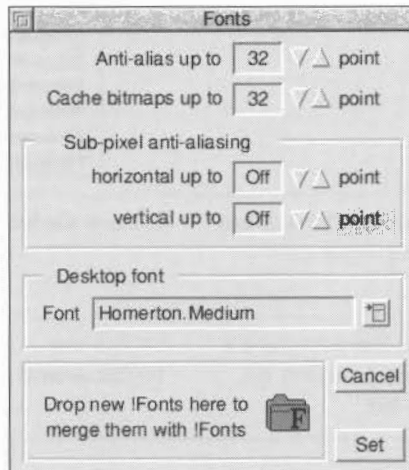 Fonts
Anti-alias up to 32 point
Cache bitmaps up to 32 point
Sub-pixel anti-aliasing
horizontal up to Off point
vertical up to Off point
Desktop font
Font Homerton.Medium
Drop new !Fonts here to
merge them with !Fonts
F
Cancel
Set